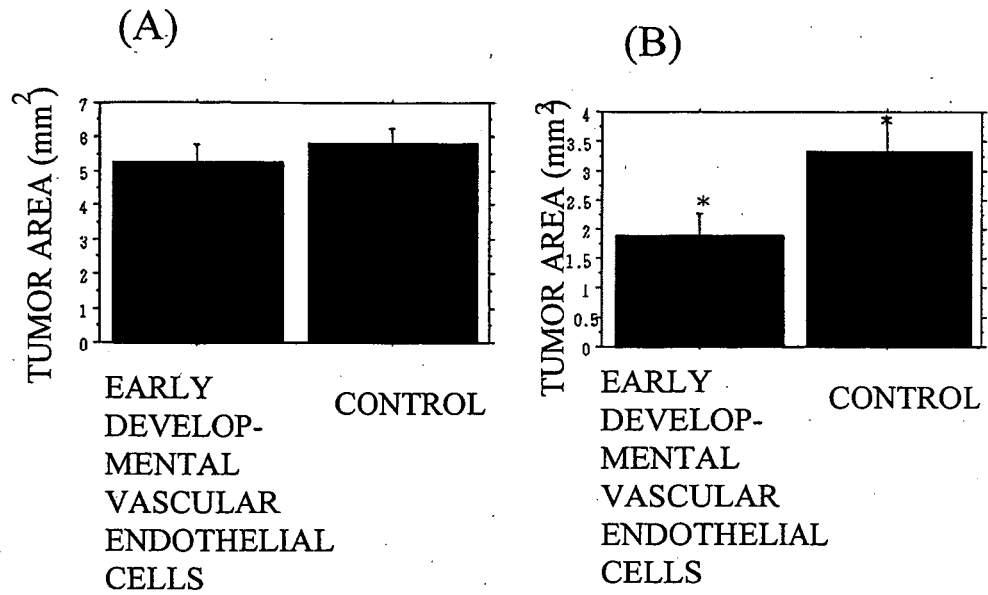 (A)
TUMOR AREA (mm²)
7
6
5
4
3
2
1
0
EARLY
DEVELOP-
MENTAL
VASCULAR
ENDOTHELIAL
CELLS
CONTROL
(B)
TUMOR AREA (mm³)
4
3.5
3
2.5
2
1.5
1
0.5
0
*
*
EARLY
DEVELOP-
MENTAL
VASCULAR
ENDOTHELIAL
CELLS
CONTROL